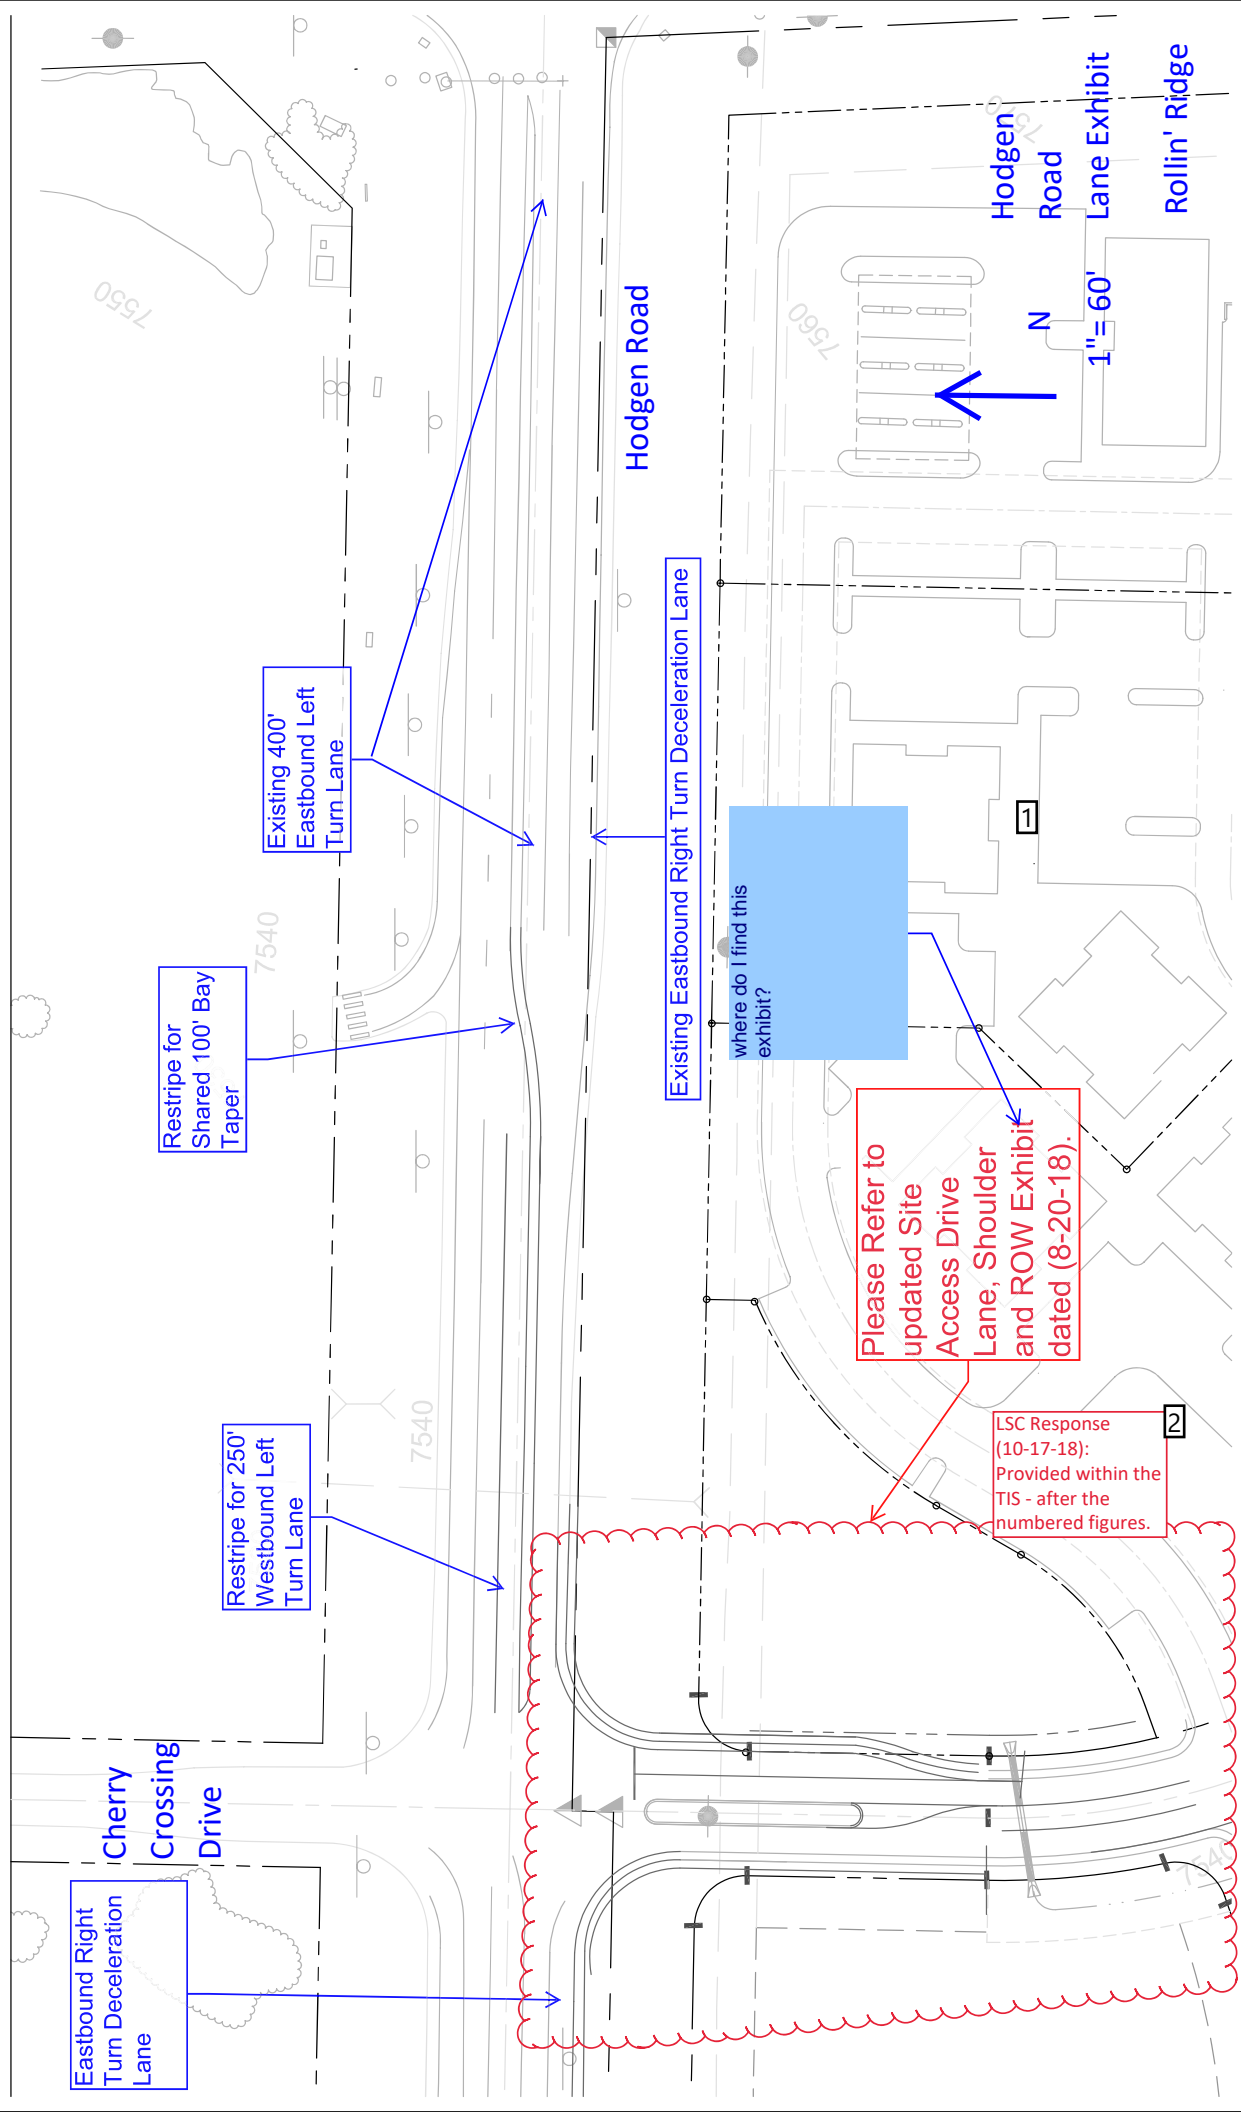 Cherry
Crossing
Drive
Eastbound Right
Turn Deceleration
Lane
Restripe for 250'
Westbound Left
Turn Lane
Restripe for
Shared 100' Bay
Taper
Existing 400'
Eastbound Left
Turn Lane
7550
7540
7540
7560
7570
7540
Hodgen Road
Existing Eastbound Right Turn Deceleration Lane
where do I find this
exhibit?
1
Please Refer to
updated Site
Access Drive
Lane, Shoulder
and ROW Exhibit
dated (8-20-18).
LSC Response
(10-17-18):
Provided within the
TIS - after the
numbered figures.
2
N
1"= 60'
Hodgen
Road
Lane Exhibit
Rollin' Ridge